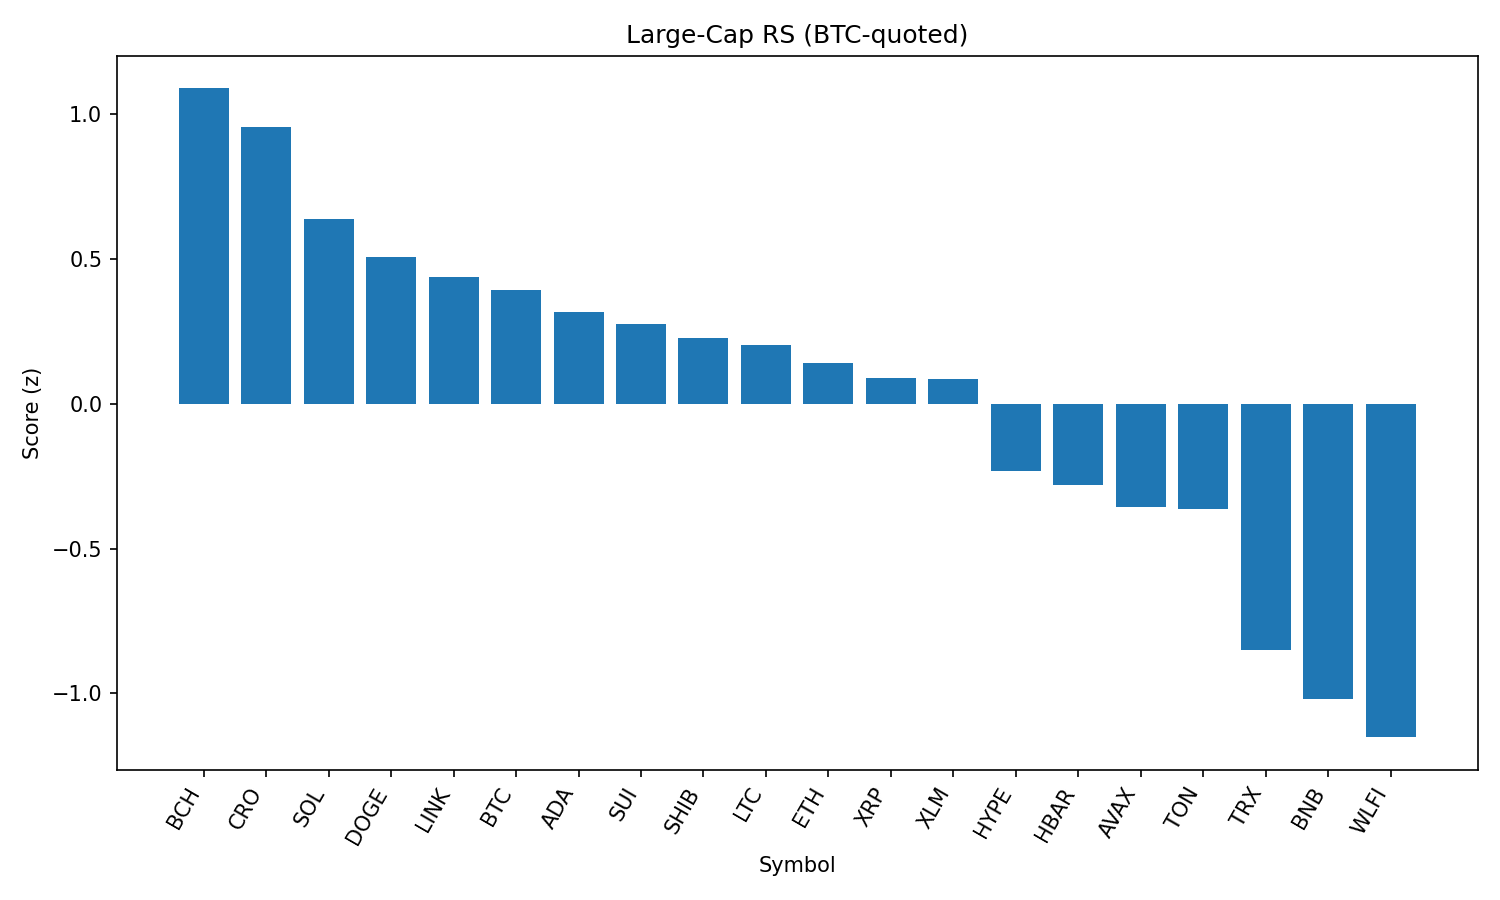 Large-Cap RS (BTC-quoted)
1.0
0.5
0.0
−0.5
−1.0
Score (z)
BCH
CRO
SOL
DOGE
LINK
BTC
ADA
SUI
SHIB
LTC
ETH
XRP
XLM
HYPE
HBAR
AVAX
TON
TRX
BNB
WLFI
Symbol